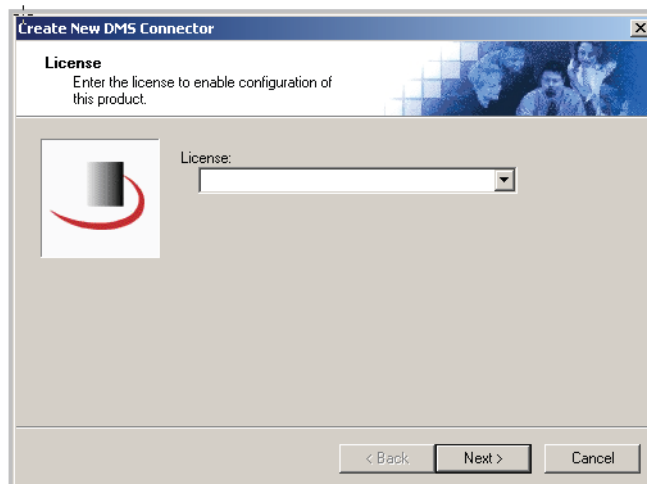 Create New DMS Connector
License
Enter the license to enable configuration of
this product.
License:
< Back
Next >
Cancel